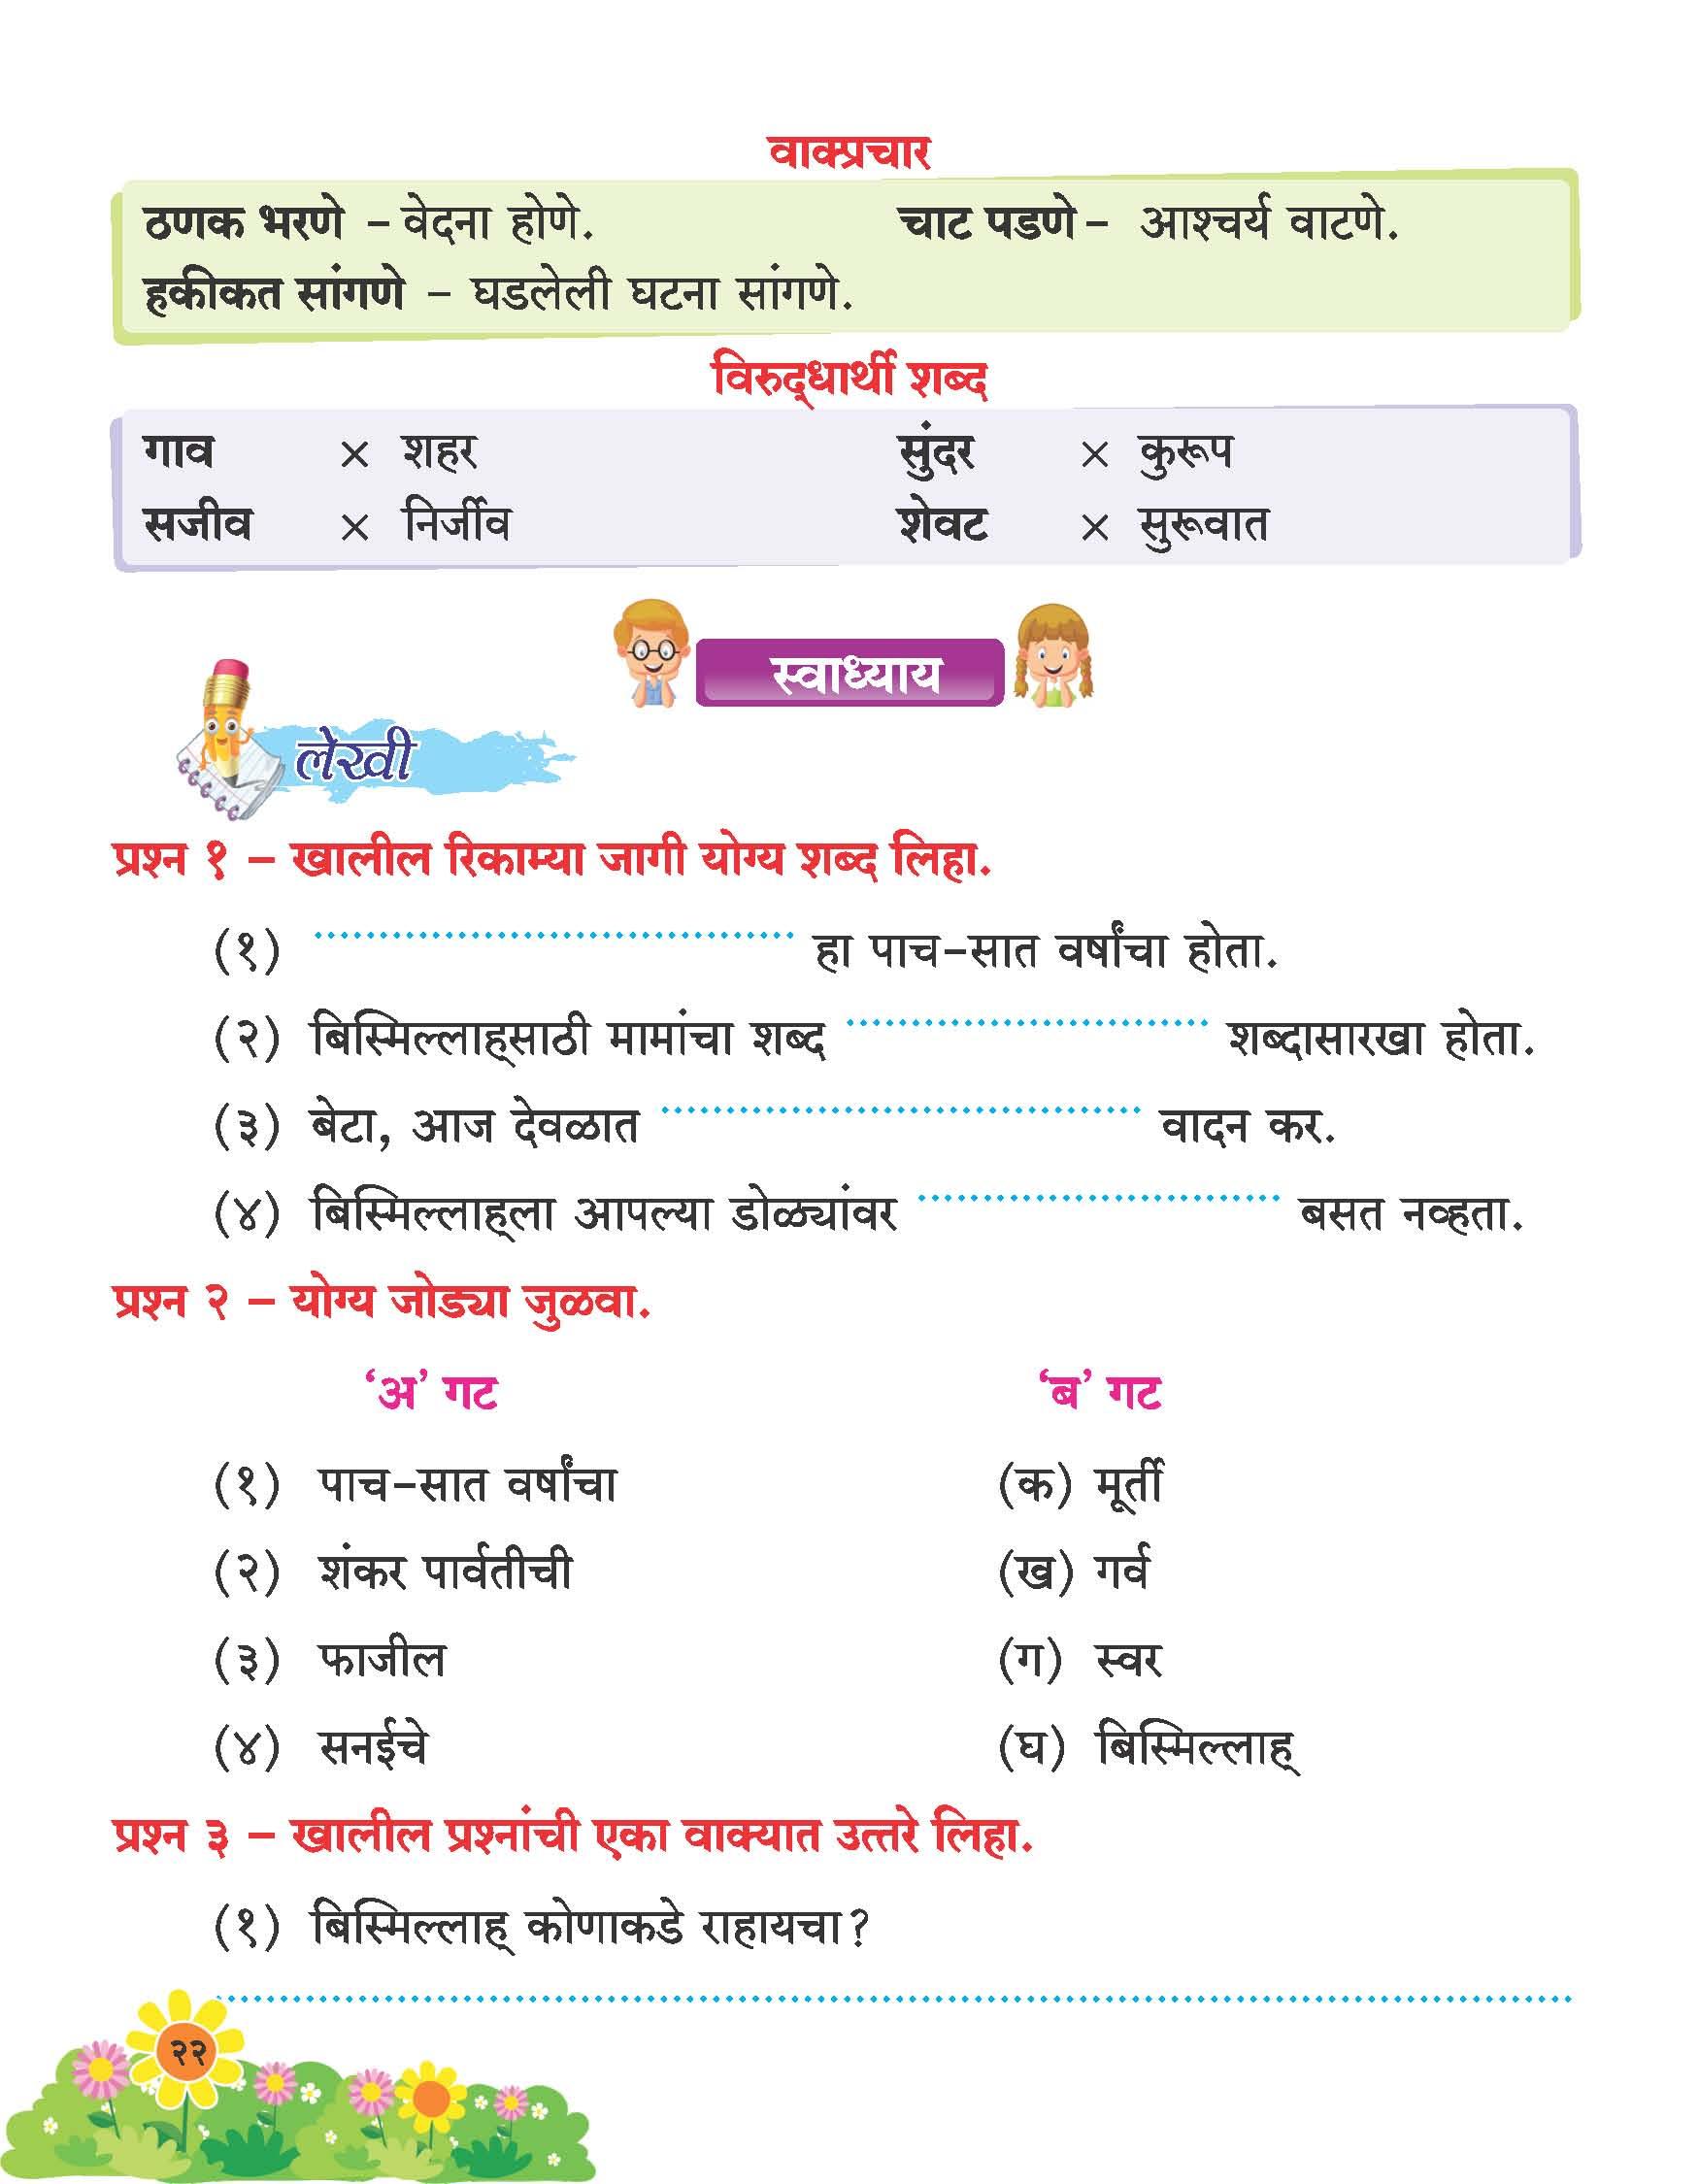 वाक्प्रचार
ठणक भरणे – वेदना होणे. चाट पडणे – आश्चर्य वाटणे.
हकीकत सांगणे – घडलेली घटना सांगणे.
विरुद्धार्थी शब्द
गाव × शहर सुंदर × कुरूप
सजीव × निर्जीव शेवट × सुरूवात
स्वाध्याय
लेखी
प्रश्न १ – खालील रिकाम्या जागी योग्य शब्द लिहा.
(१) .................... हा पाच-सात वर्षांचा होता.
(२) बिस्मिल्लाह्साठी मामांचा शब्द .................... शब्दासारखा होता.
(३) बेटा, आज देवळात .................... वादन कर.
(४) बिस्मिल्लाह्ला आपल्या डोळ्यांवर .................... बसत नव्हता.
प्रश्न २ – योग्य जोड्या जुळवा.
‘अ’ गट ‘ब’ गट
(१) पाच-सात वर्षांचा (क) मूर्ती
(२) शंकर पार्वतीची (ख) गर्व
(३) फाजील (ग) स्वर
(४) सनईचे (घ) बिस्मिल्लाह्
प्रश्न ३ – खालील प्रश्नांची एका वाक्यात उत्तरे लिहा.
(१) बिस्मिल्लाह् कोणाकडे राहायचा?
....................
२२